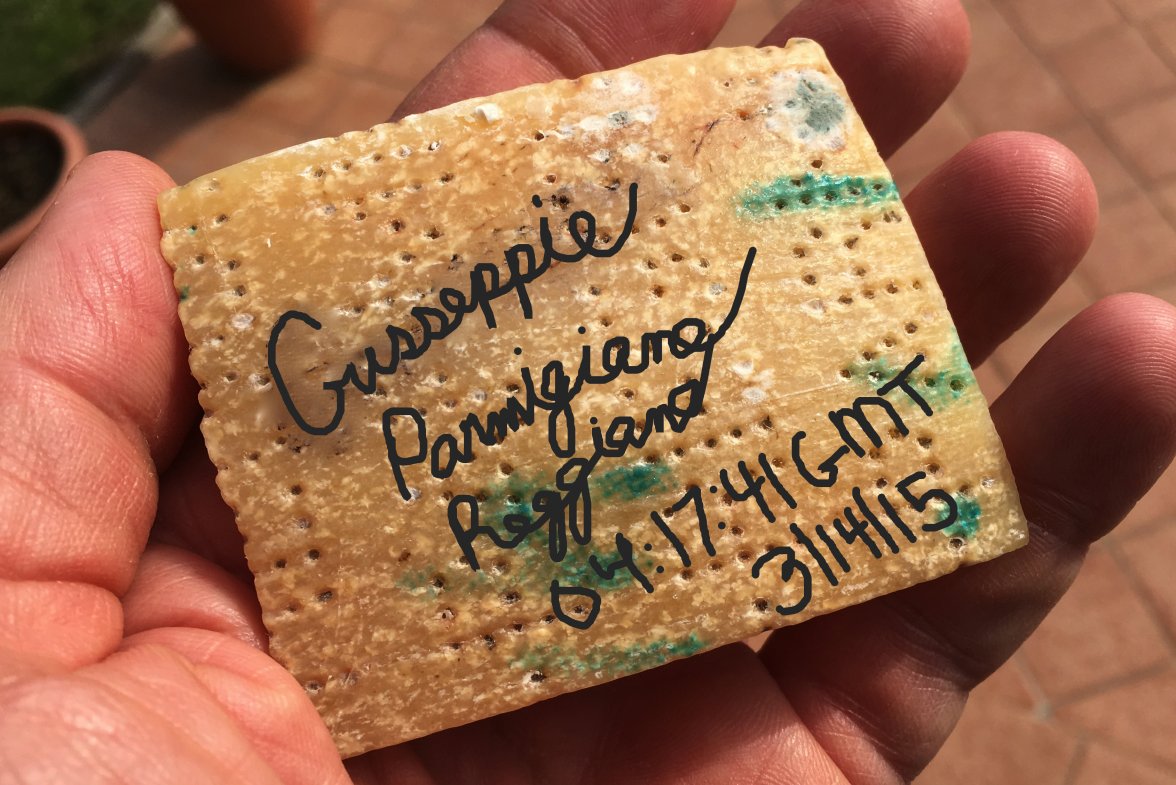 Gusseppie
Parmigiano
Reggiano
04:17:41 GMT
3/14/15